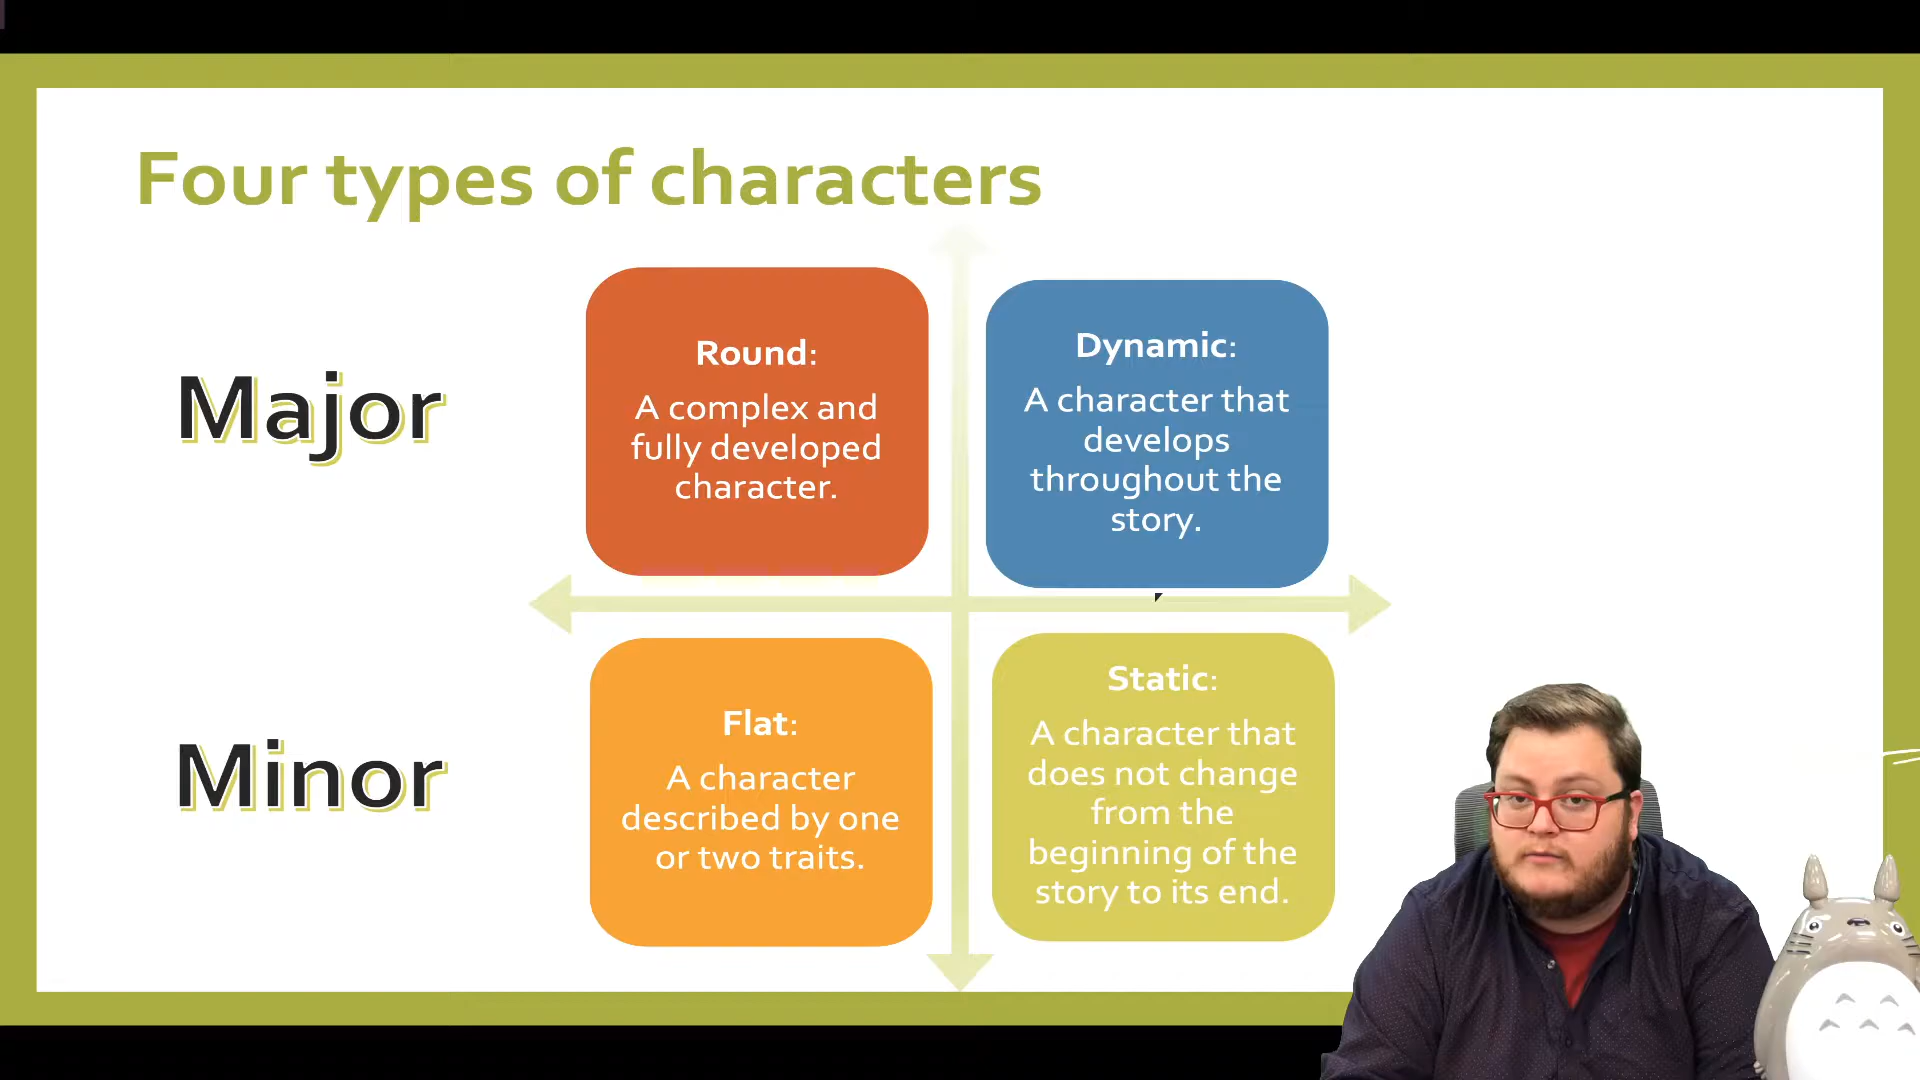 Four types of characters
Major
Round:
A complex and
fully developed
character.
Dynamic:
A character that
develops
throughout the
story.
Minor
Flat:
A character
described by one
or two traits.
Static:
A character that
does not change
from the
beginning of the
story to its end.